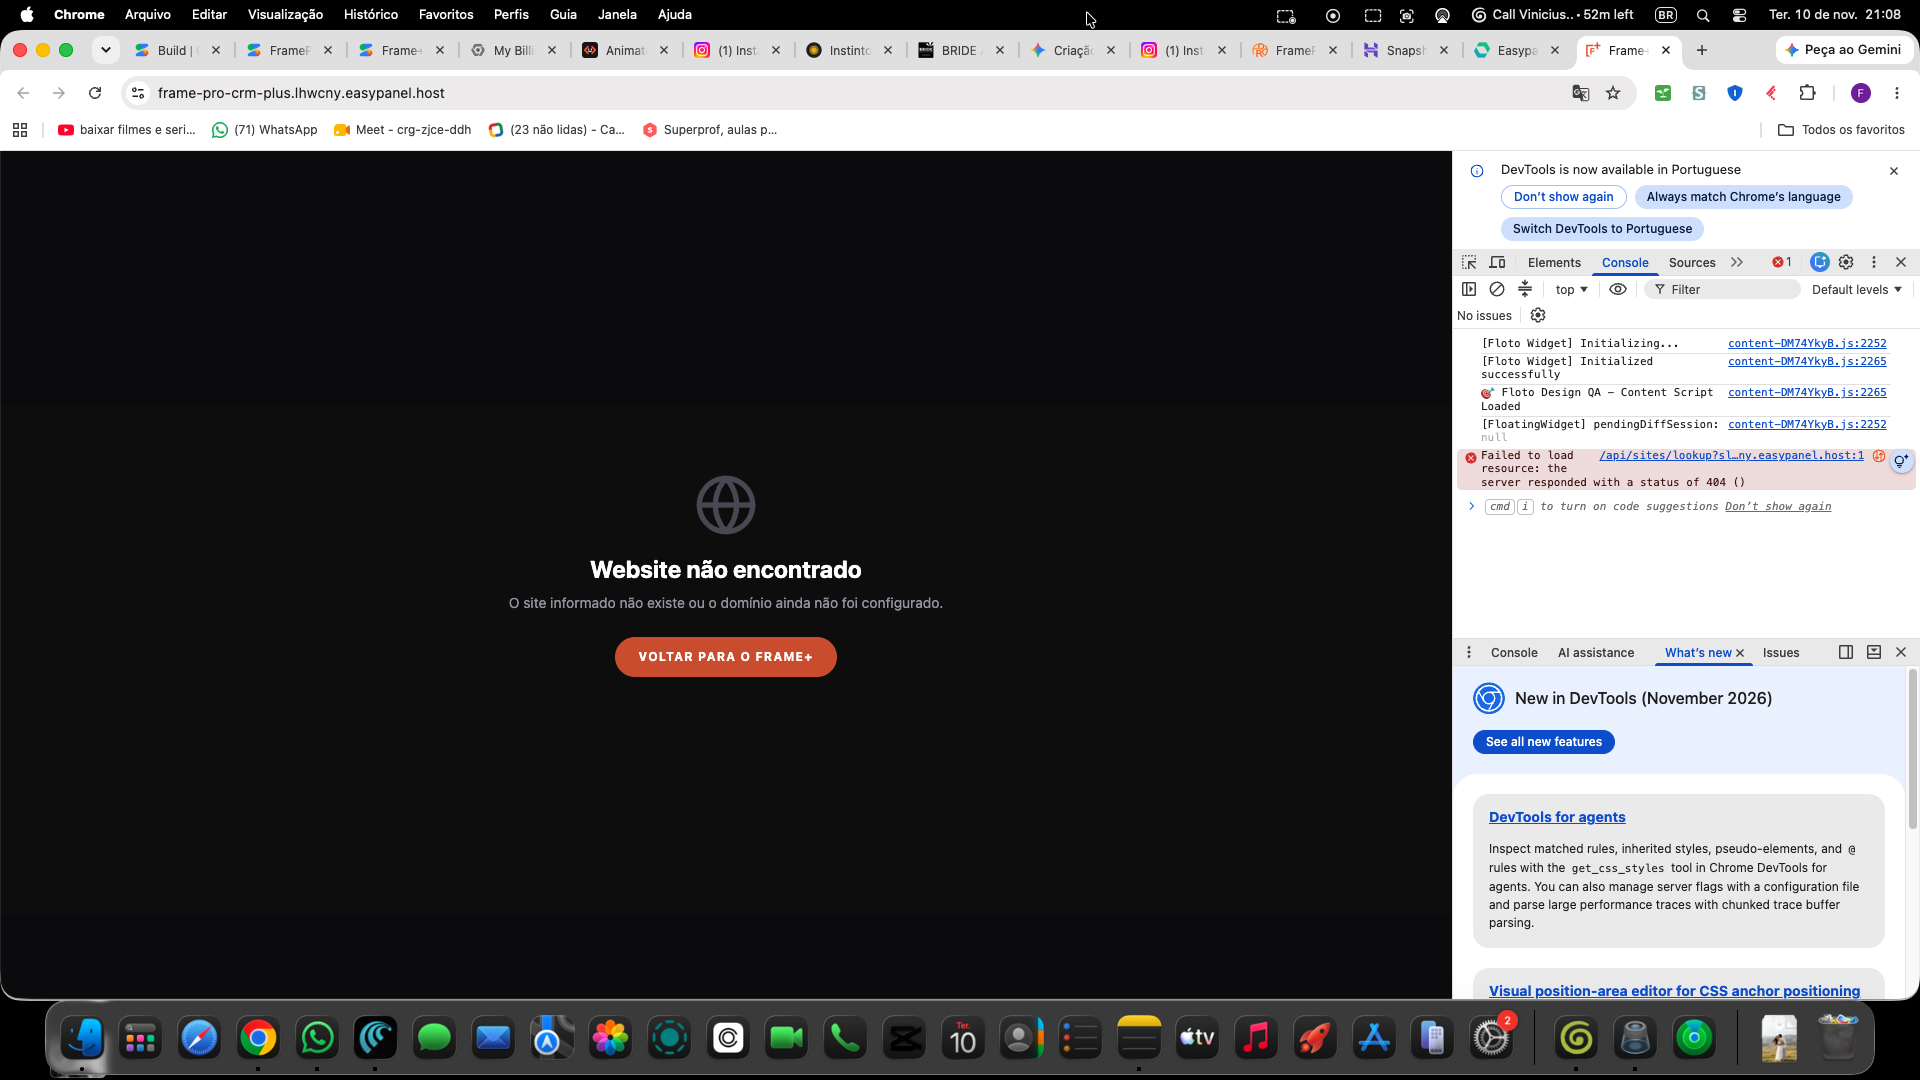 Chrome Arquivo Editar Visualização Histórico Favoritos Perfis Guia Janela Ajuda Call Vinicius.. • 52m left BR Ter. 10 de nov. 21:08
Build | FrameP Frame+ My Billi Animat (1) Inst Instinto BRIDE Criaçã (1) Inst FrameP Snaps Easypa Frame+ Peça ao Gemini
frame-pro-crm-plus.lhwcny.easypanel.host F
baixar filmes e seri... (71) WhatsApp Meet - crg-zjce-ddh (23 não lidas) - Ca... Superprof, aulas p... Todos os favoritos
DevTools is now available in Portuguese
Don't show again Always match Chrome's language
Switch DevTools to Portuguese
Elements Console Sources 1
top Filter Default levels
No issues
[Floto Widget] Initializing... content-DM74YkyB.js:2252
[Floto Widget] Initialized content-DM74YkyB.js:2265
successfully
🎯 Floto Design QA – Content Script content-DM74YkyB.js:2265
Loaded
[FloatingWidget] pendingDiffSession: content-DM74YkyB.js:2252
null
Failed to load /api/sites/lookup?sl…ny.easypanel.host:1
resource: the
server responded with a status of 404 ()
cmd i to turn on code suggestions Don't show again
Website não encontrado
O site informado não existe ou o domínio ainda não foi configurado.
VOLTAR PARA O FRAME+
Console AI assistance What's new Issues
New in DevTools (November 2026)
See all new features
DevTools for agents
Inspect matched rules, inherited styles, pseudo-elements, and @
rules with the get_css_styles tool in Chrome DevTools for
agents. You can also manage server flags with a configuration file
and parse large performance traces with chunked trace buffer
parsing.
Visual position-area editor for CSS anchor positioning
Ter.
10
tv
2